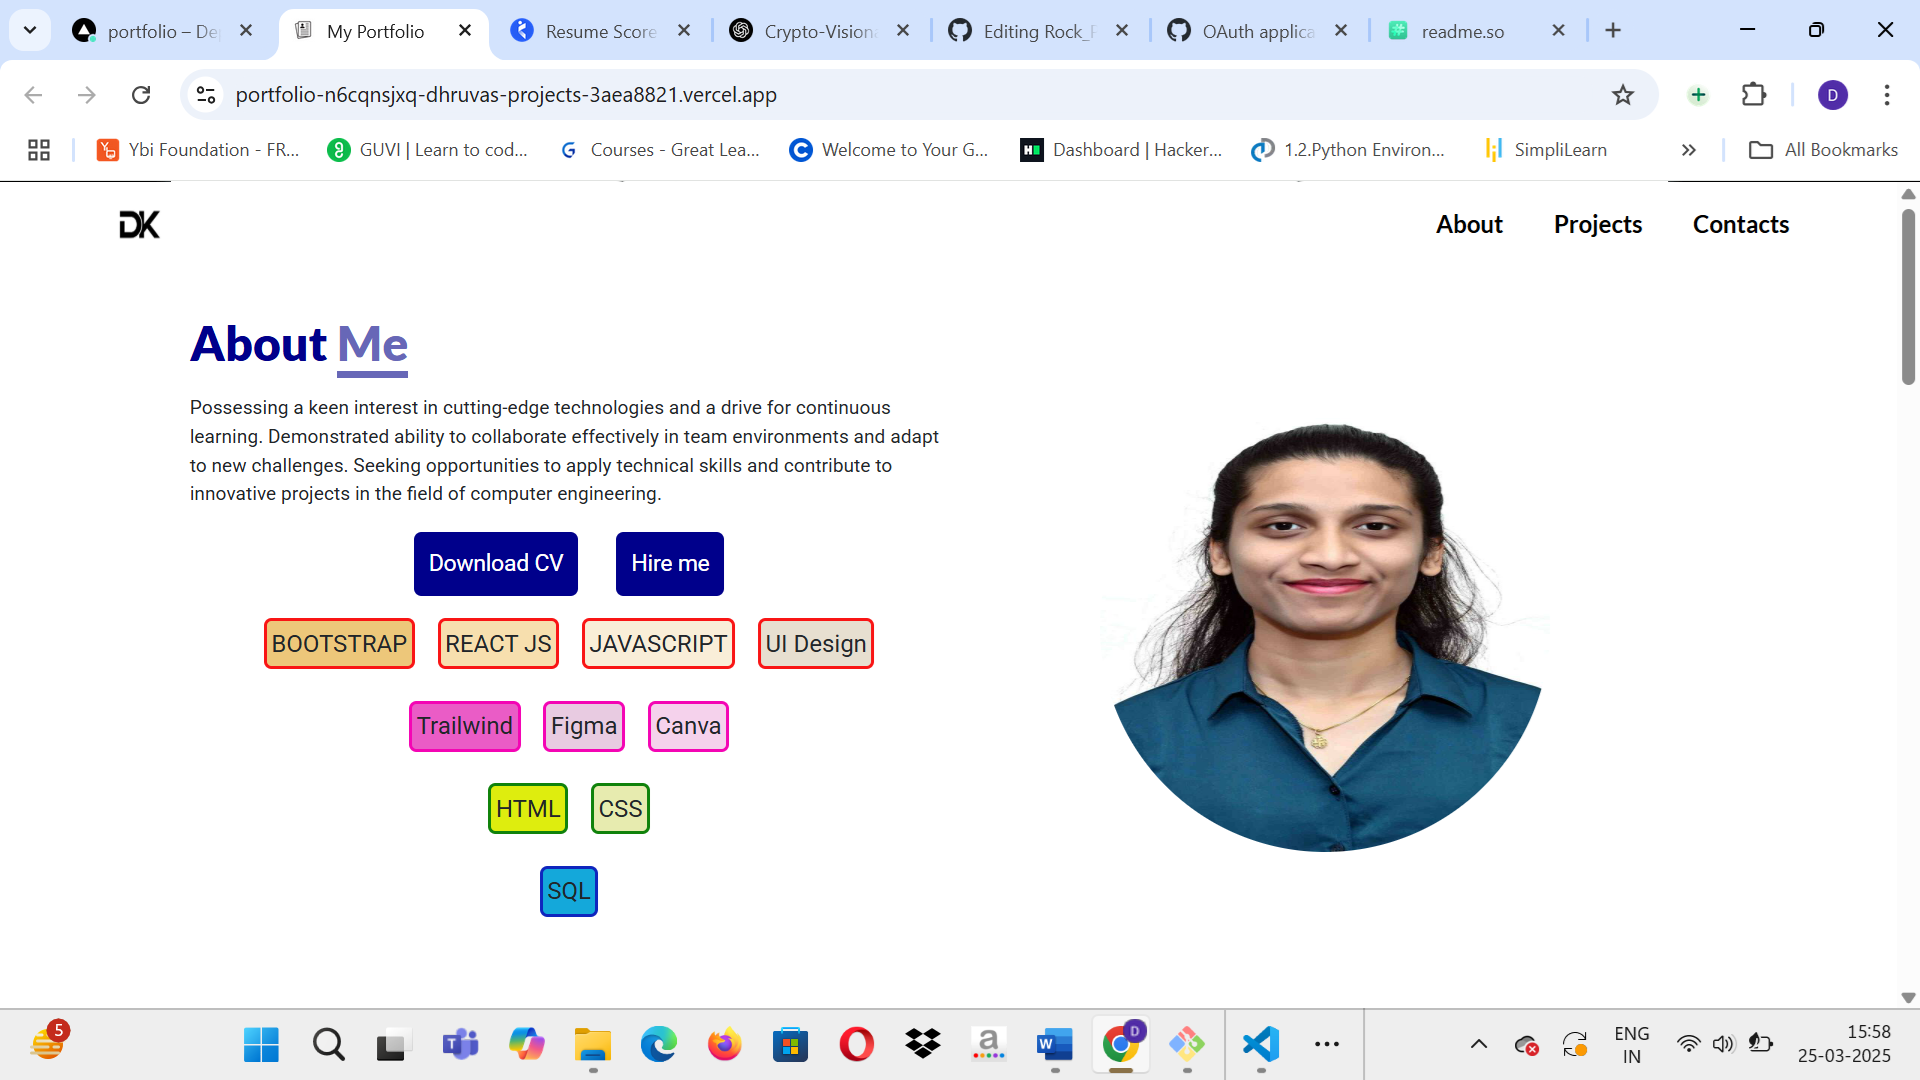 portfolio – De
My Portfolio
Resume Score
Crypto-Visiona
Editing Rock_P
OAuth applica
readme.so
portfolio-n6cqnsjxq-dhruvas-projects-3aea8821.vercel.app
D
Ybi Foundation - FR...
GUVI | Learn to cod...
Courses - Great Lea...
Welcome to Your G...
Dashboard | Hacker...
1.2.Python Environ...
SimpliLearn
All Bookmarks
DK
About
Projects
Contacts
About Me
Possessing a keen interest in cutting-edge technologies and a drive for continuous
learning. Demonstrated ability to collaborate effectively in team environments and adapt
to new challenges. Seeking opportunities to apply technical skills and contribute to
innovative projects in the field of computer engineering.
Download CV
Hire me
BOOTSTRAP
REACT JS
JAVASCRIPT
UI Design
Trailwind
Figma
Canva
HTML
CSS
SQL
5
D
ENG
IN
15:58
25-03-2025